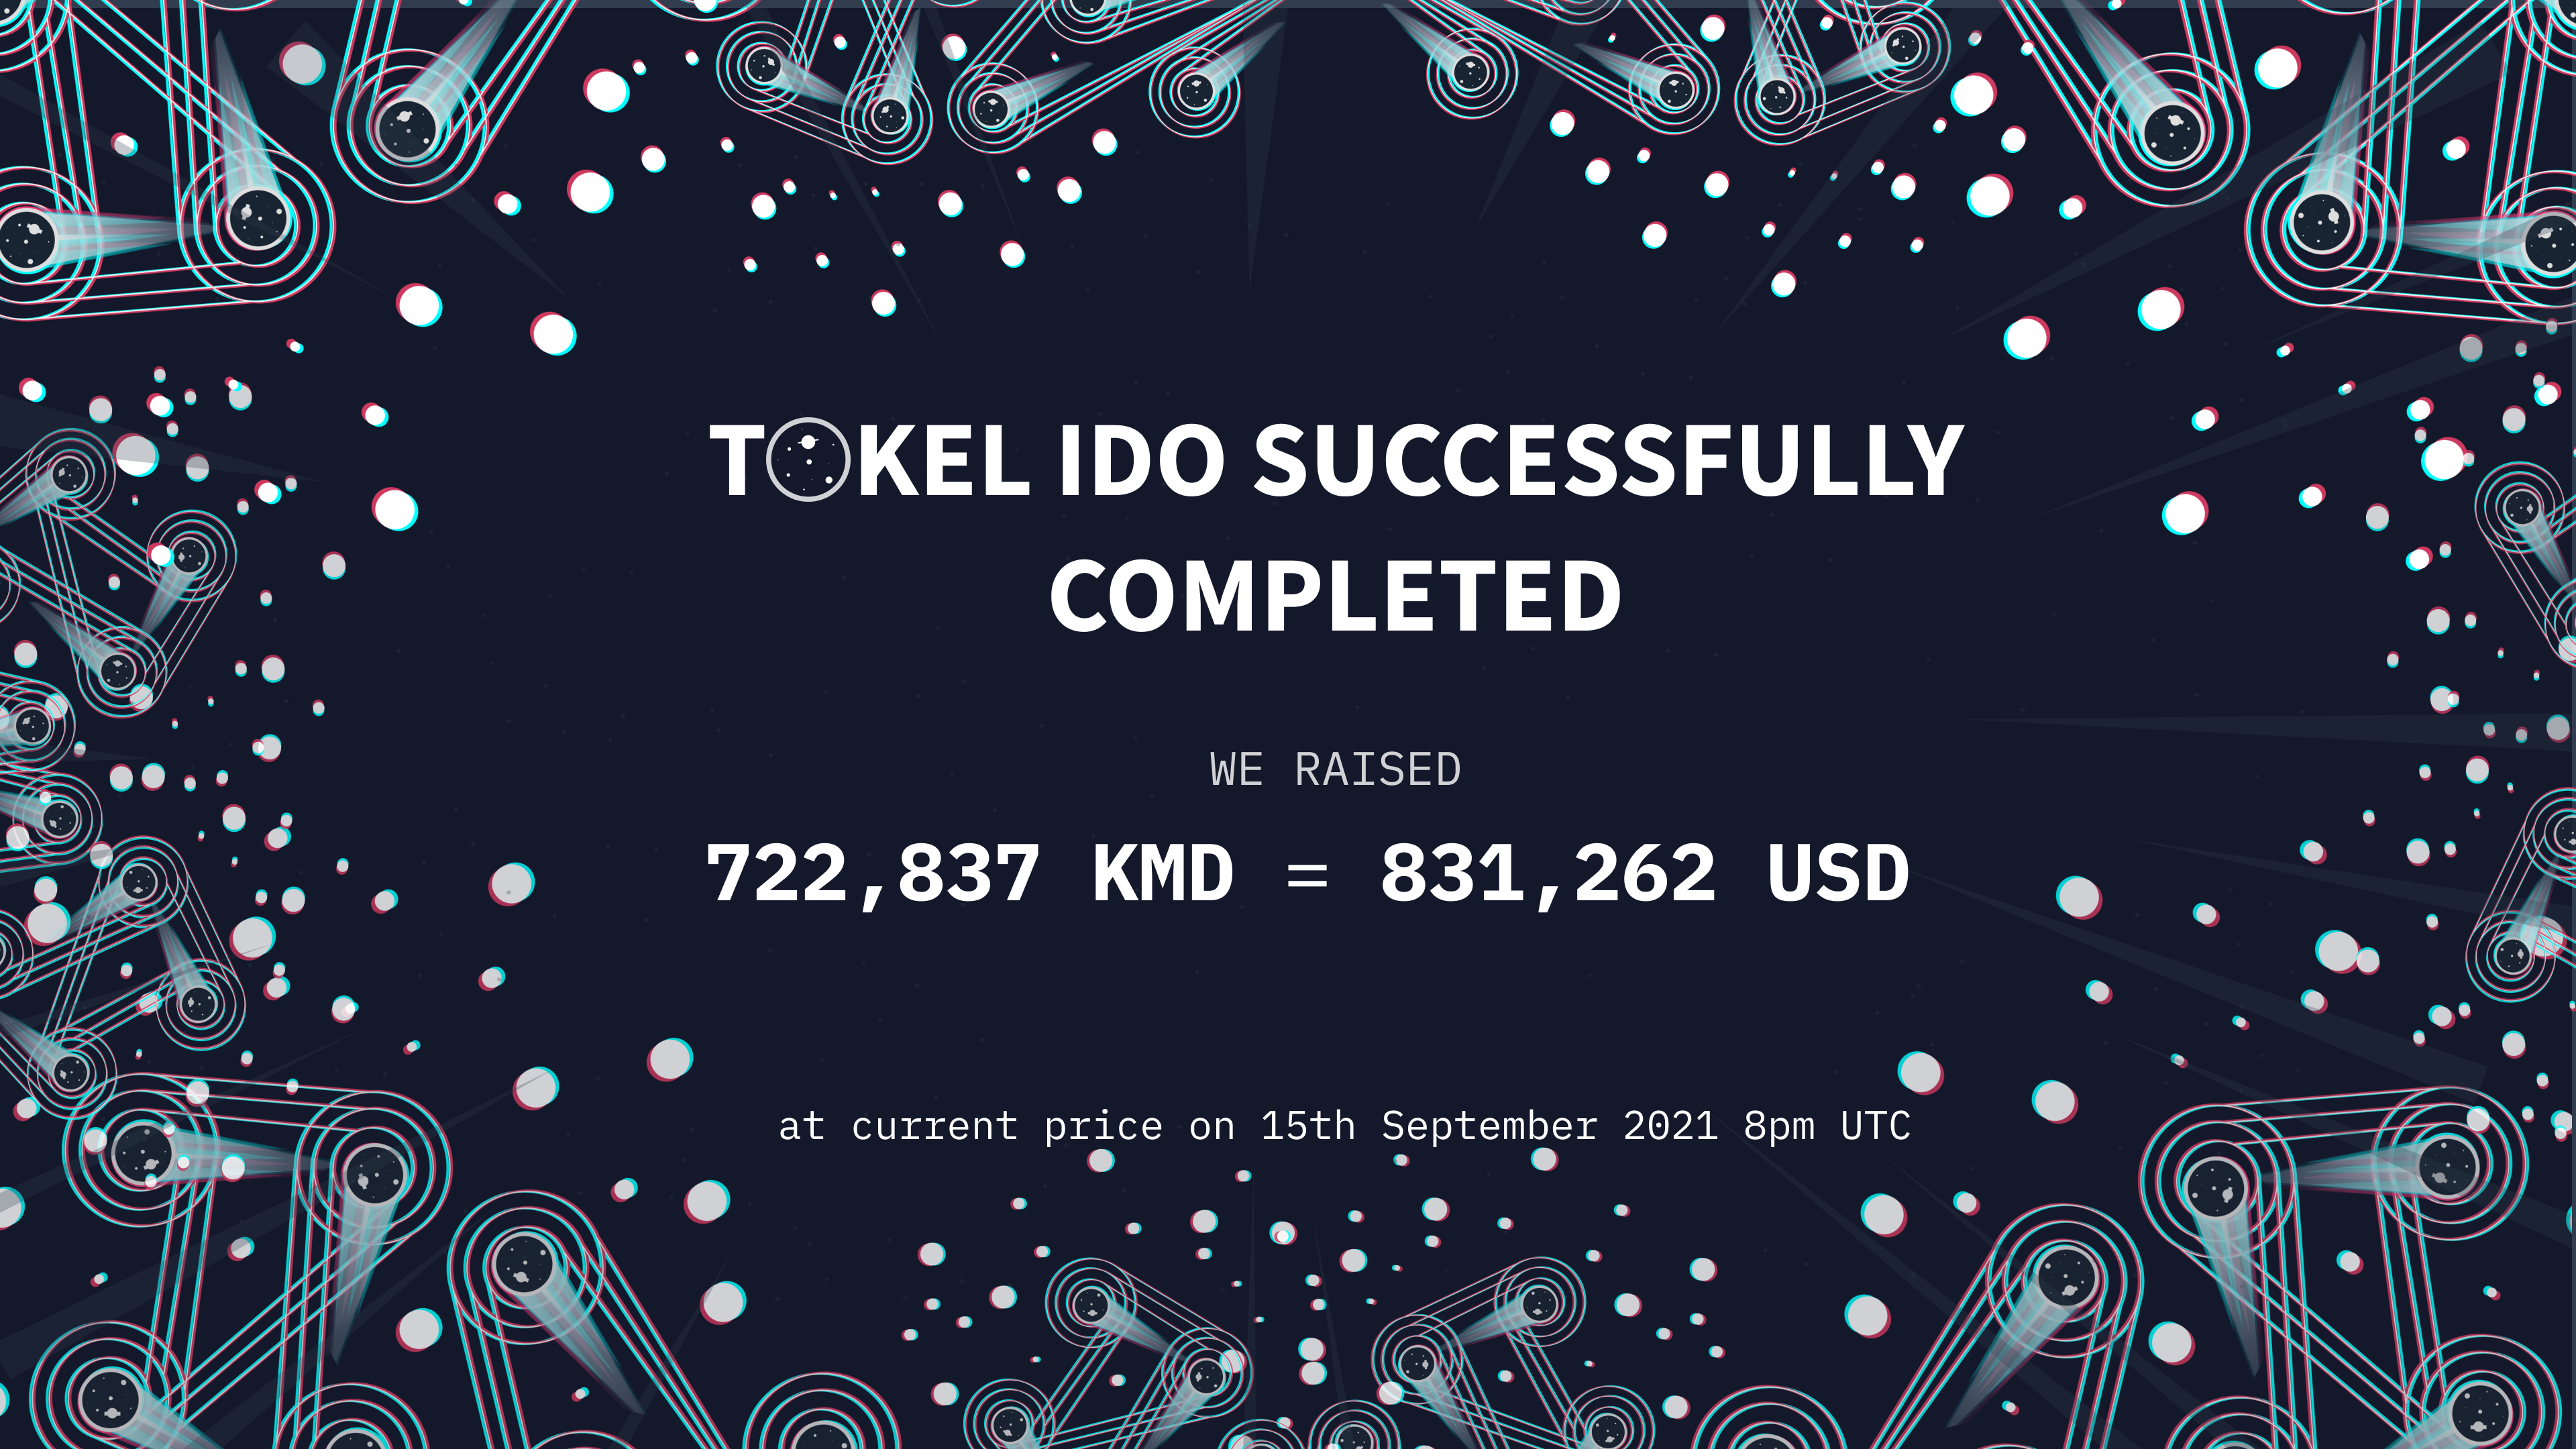 TOKEL IDO SUCCESSFULLY
COMPLETED
WE RAISED
722,837 KMD = 831,262 USD
at current price on 15th September 2021 8pm UTC